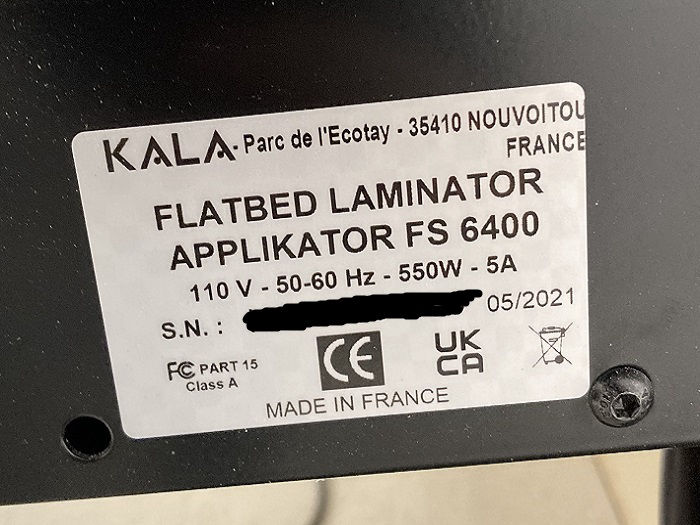 KALA - Parc de l'Ecotay - 35410 NOUVOITOU
FRANCE
FLATBED LAMINATOR
APPLIKATOR FS 6400
110 V - 50-60 Hz - 550W - 5A
S.N. : 05/2021
FC PART 15
Class A
CE
UK
CA
MADE IN FRANCE